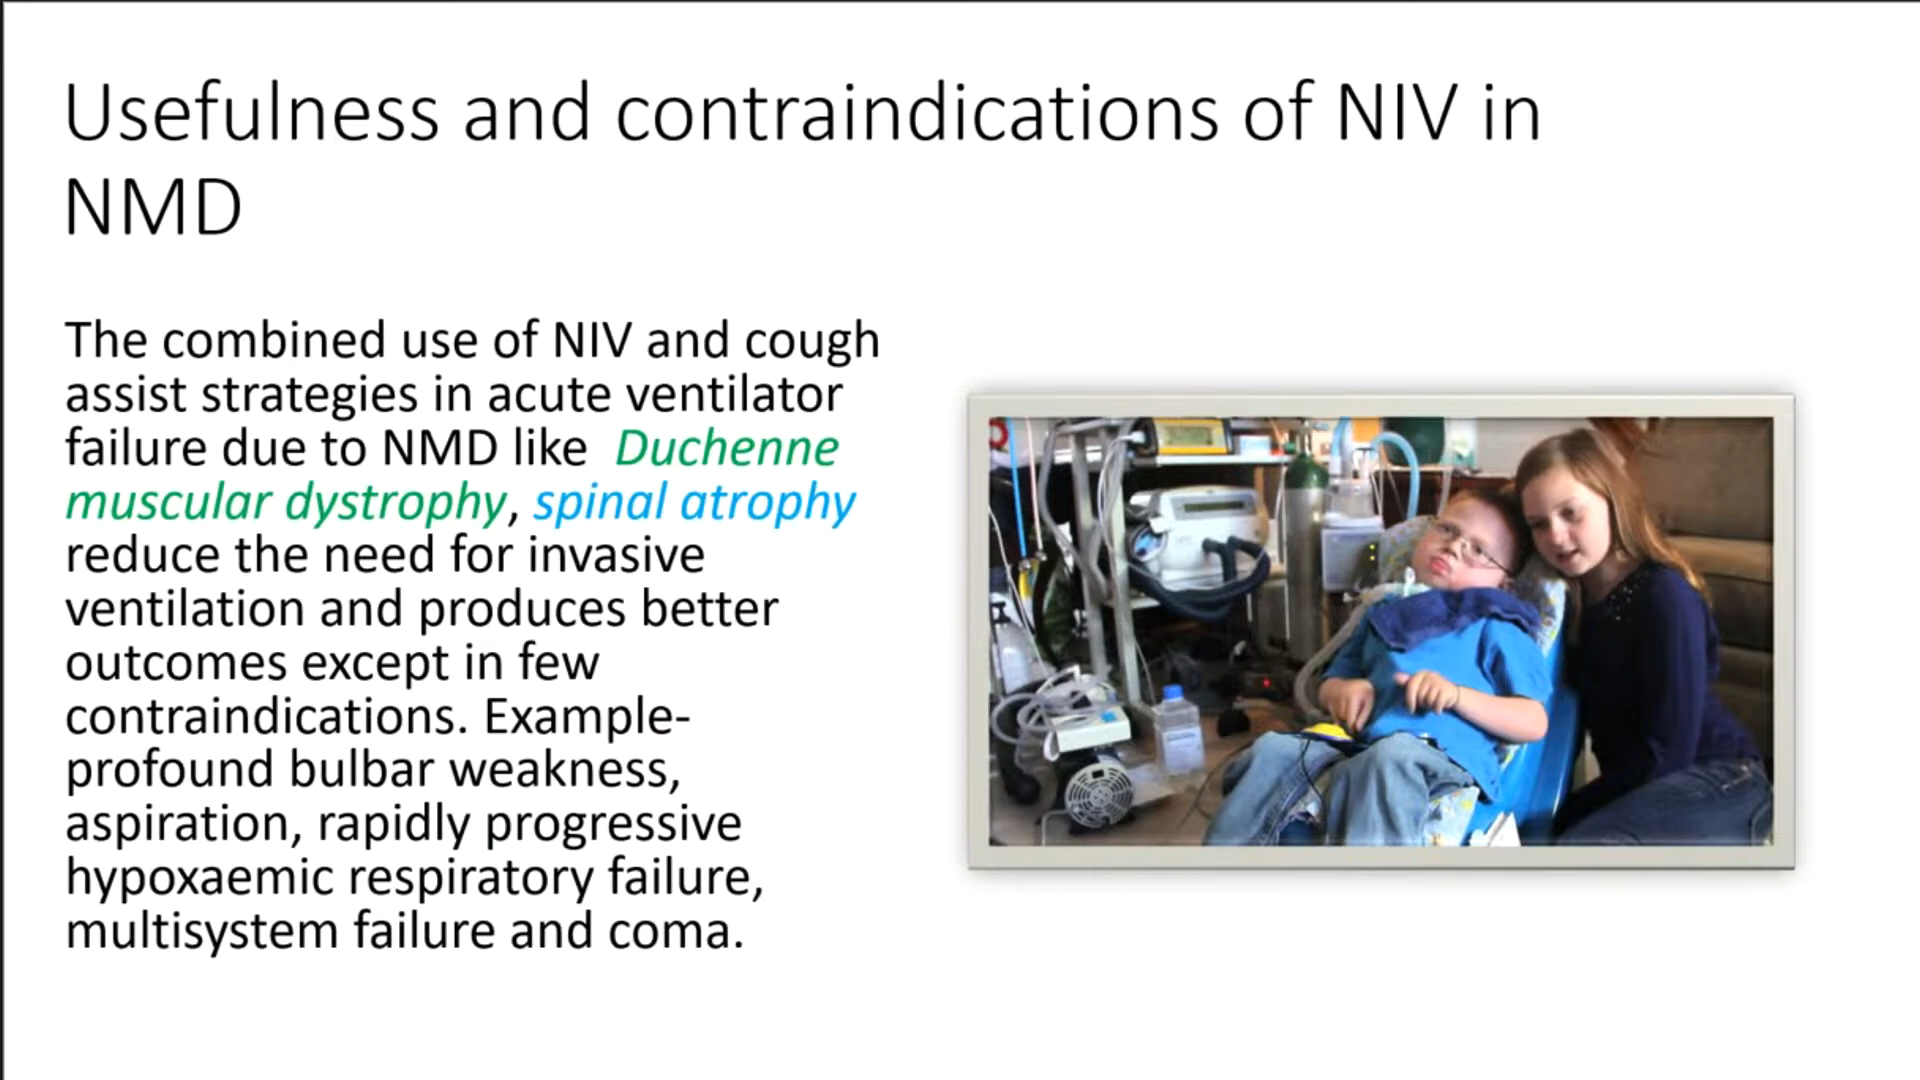 Usefulness and contraindications of NIV in
NMD
The combined use of NIV and cough
assist strategies in acute ventilator
failure due to NMD like Duchenne
muscular dystrophy, spinal atrophy
reduce the need for invasive
ventilation and produces better
outcomes except in few
contraindications. Example-
profound bulbar weakness,
aspiration, rapidly progressive
hypoxaemic respiratory failure,
multisystem failure and coma.